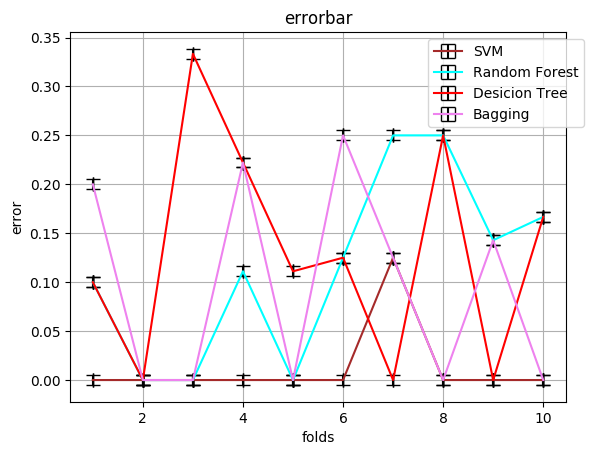 errorbar
0.35
0.30
0.25
0.20
0.15
0.10
0.05
0.00
error
2 4 6 8 10
folds
SVM
Random Forest
Desicion Tree
Bagging